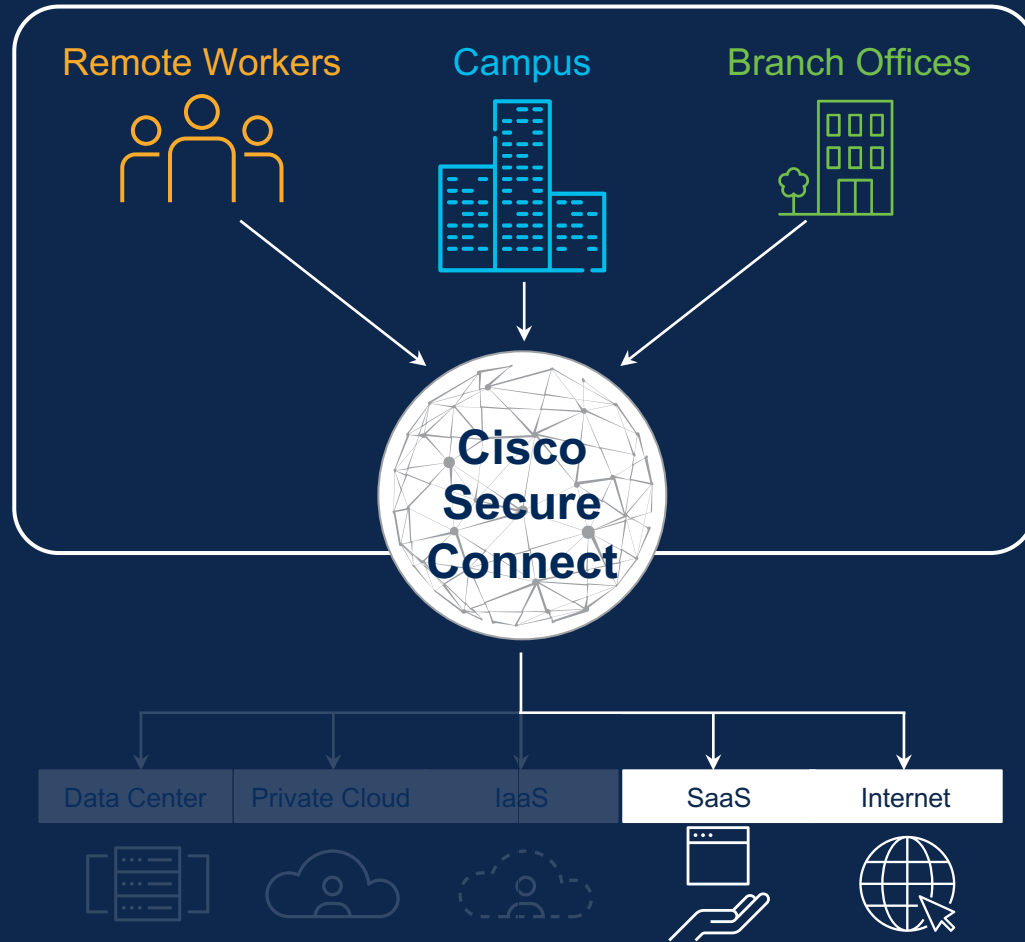 Remote Workers
Campus
Branch Offices
Cisco
Secure
Connect
Data Center
Private Cloud
IaaS
SaaS
Internet